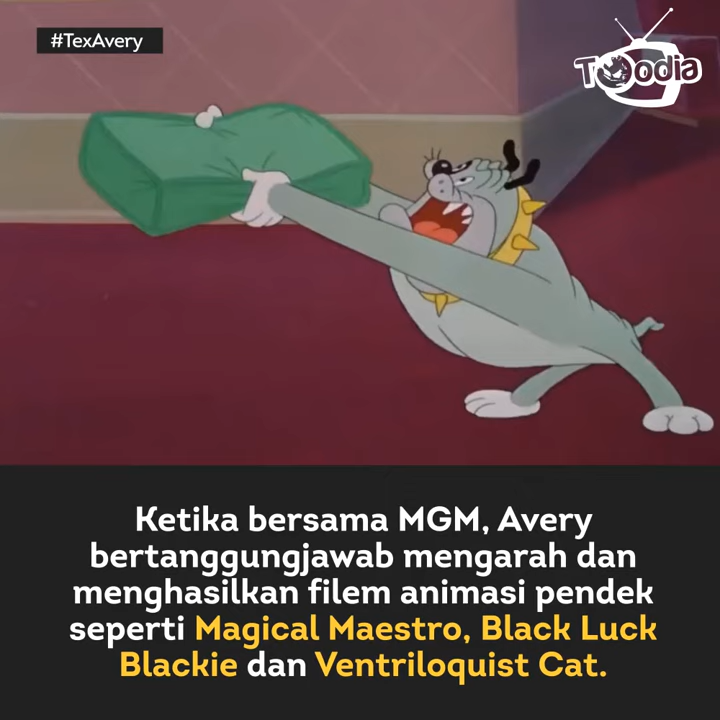 #TexAvery
Toodia
Ketika bersama MGM, Avery
bertanggungjawab mengarah dan
menghasilkan filem animasi pendek
seperti Magical Maestro, Black Luck
Blackie dan Ventriloquist Cat.